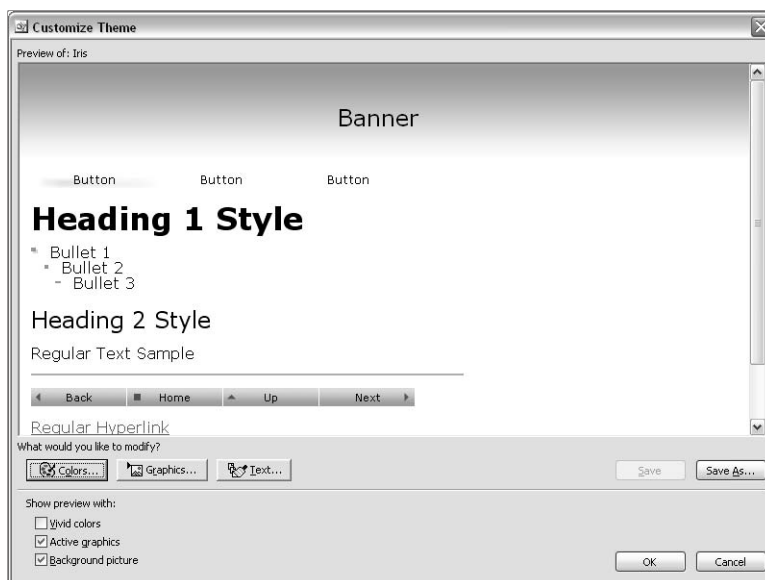 Customize Theme
Preview of: Iris
Banner
Button Button Button
Heading 1 Style
Bullet 1
Bullet 2
Bullet 3
Heading 2 Style
Regular Text Sample
Back Home Up Next
Regular Hyperlink
What would you like to modify?
Colors... Graphics... Text... Save Save As...
Show preview with:
Vivid colors
Active graphics
Background picture
OK Cancel